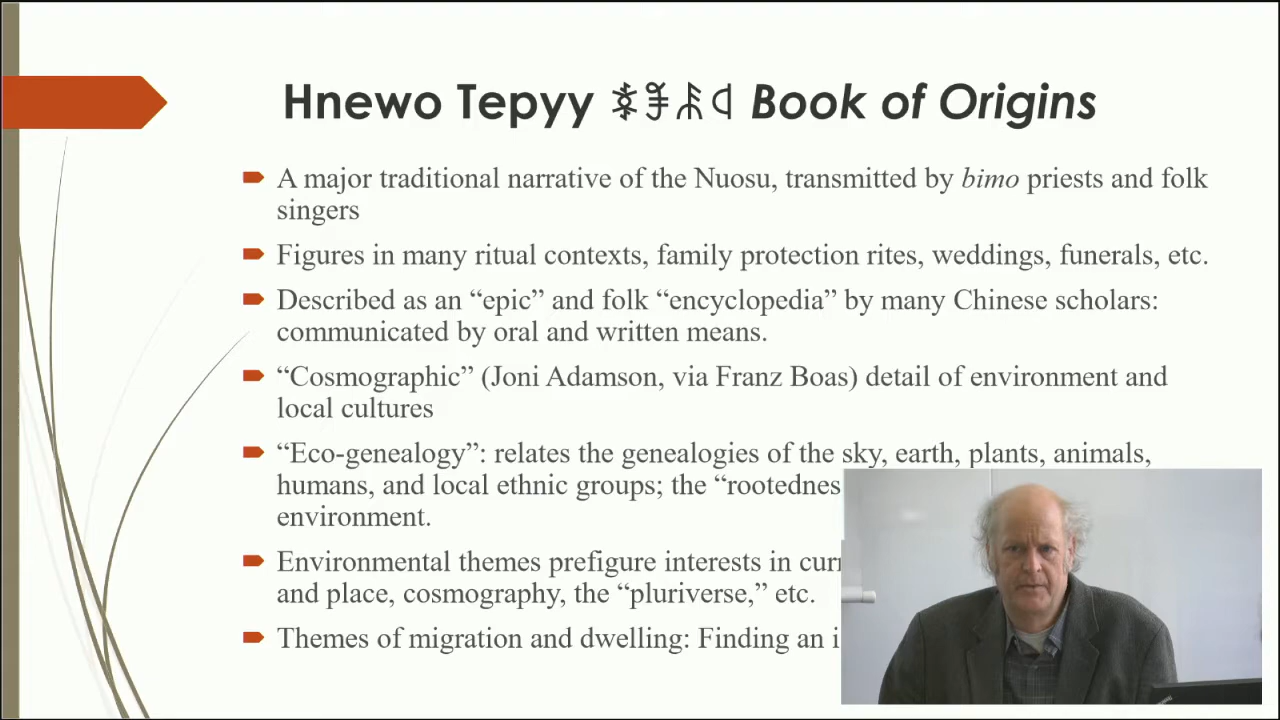 Hnewo Tepyy ꆱꊋꄯꒉ Book of Origins
A major traditional narrative of the Nuosu, transmitted by bimo priests and folk
singers
Figures in many ritual contexts, family protection rites, weddings, funerals, etc.
Described as an “epic” and folk “encyclopedia” by many Chinese scholars:
communicated by oral and written means.
“Cosmographic” (Joni Adamson, via Franz Boas) detail of environment and
local cultures
“Eco-genealogy”: relates the genealogies of the sky, earth, plants, animals,
humans, and local ethnic groups; the
environment.
Environmental themes prefigure interests in
and place, cosmography, the “pluriverse,” etc.
Themes of migration and dwelling: Finding an